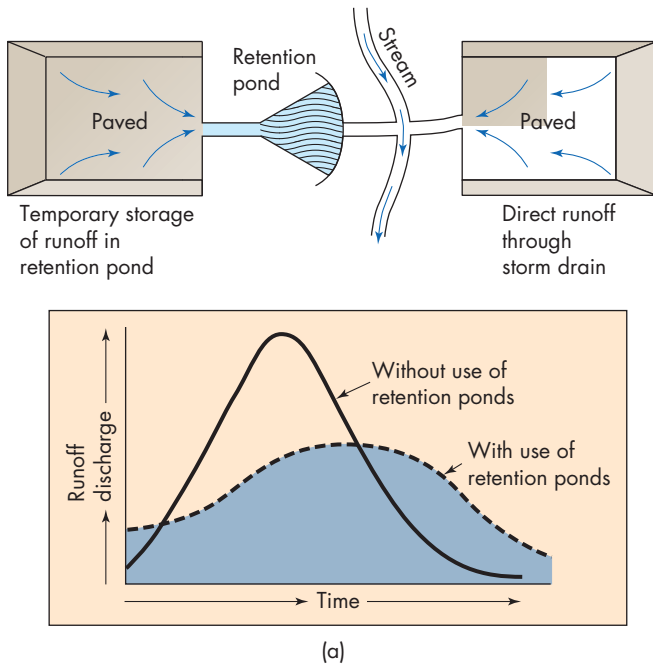 Retention
pond
Stream
Paved
Paved
Temporary storage
of runoff in
retention pond
Direct runoff
through
storm drain
Runoff
discharge
Without use of
retention ponds
With use of
retention ponds
Time
(a)